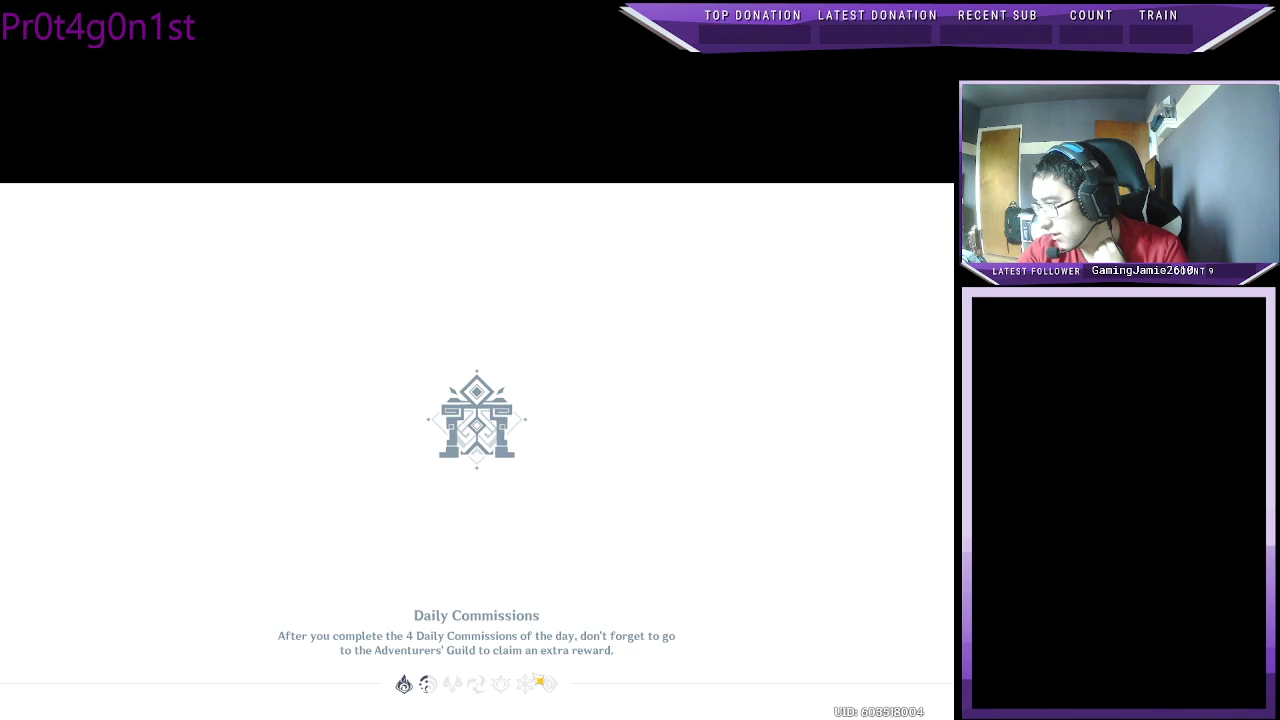 Pr0t4g0n1st
TOP DONATION LATEST DONATION RECENT SUB COUNT TRAIN
LATEST FOLLOWER GamingJamie2610 9
Daily Commissions
After you complete the 4 Daily Commissions of the day, don't forget to go
to the Adventurers' Guild to claim an extra reward.
UID: 603518004